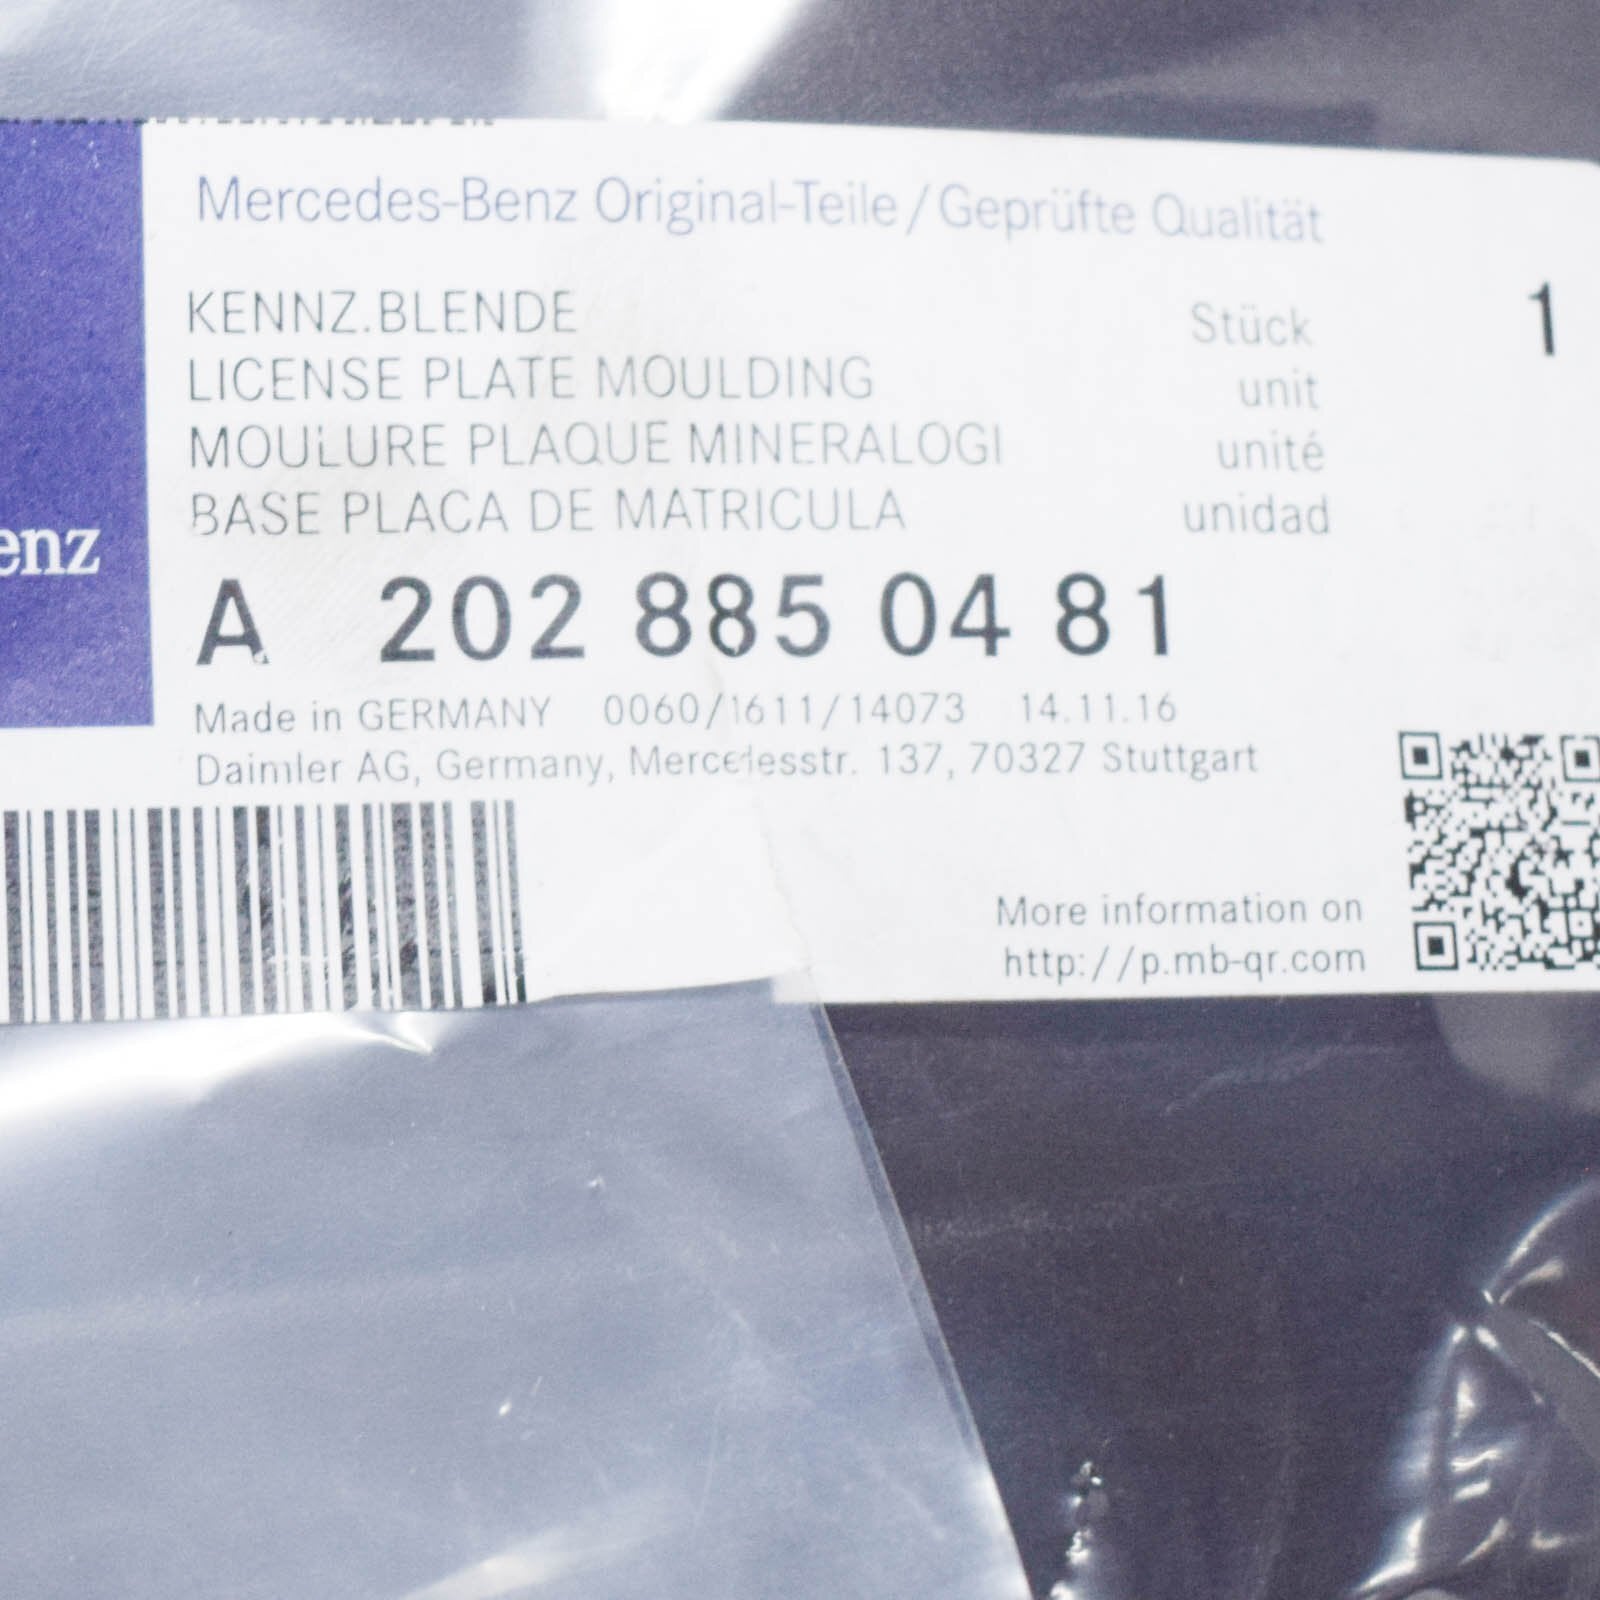 Mercedes-Benz Original-Teile / Geprüfte Qualität
KENNZ.BLENDE Stück 1
LICENSE PLATE MOULDING unit
MOULURE PLAQUE MINERALOGI unité
BASE PLACA DE MATRICULA unidad
enz
A 202 885 04 81
Made in GERMANY 0060/1611/14073 14.11.16
Daimler AG, Germany, Mercedesstr. 137, 70327 Stuttgart
More information on
http://p.mb-qr.com